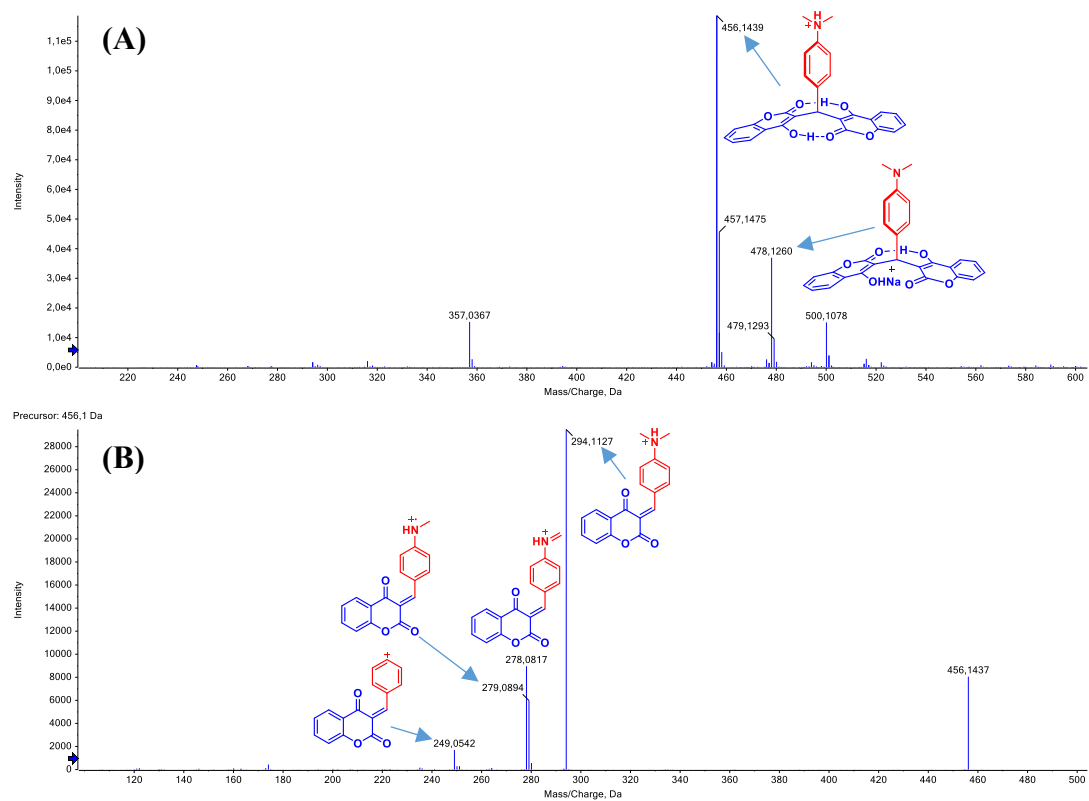 (A)
1,1e5
1,0e5
9,0e4
8,0e4
7,0e4
6,0e4
5,0e4
4,0e4
3,0e4
2,0e4
1,0e4
0,0e0
Intensity
456,1439
457,1475
478,1260
479,1293
500,1078
357,0367
H
N
+
O
O
H
O
O
H
O
O
N
O
O
H
O
+
OHNa
O
O
220 240 260 280 300 320 340 360 380 400 420 440 460 480 500 520 540 560 580 600
Mass/Charge, Da
Precursor: 456,1 Da
(B)
28000
26000
24000
22000
20000
18000
16000
14000
12000
10000
8000
6000
4000
2000
0
Intensity
294,1127
278,0817
279,0894
249,0542
456,1437
H
N
+
O
O
O
+·
HN
O
O
O
+
HN
O
O
O
+
O
O
O
120 140 160 180 200 220 240 260 280 300 320 340 360 380 400 420 440 460 480 500
Mass/Charge, Da